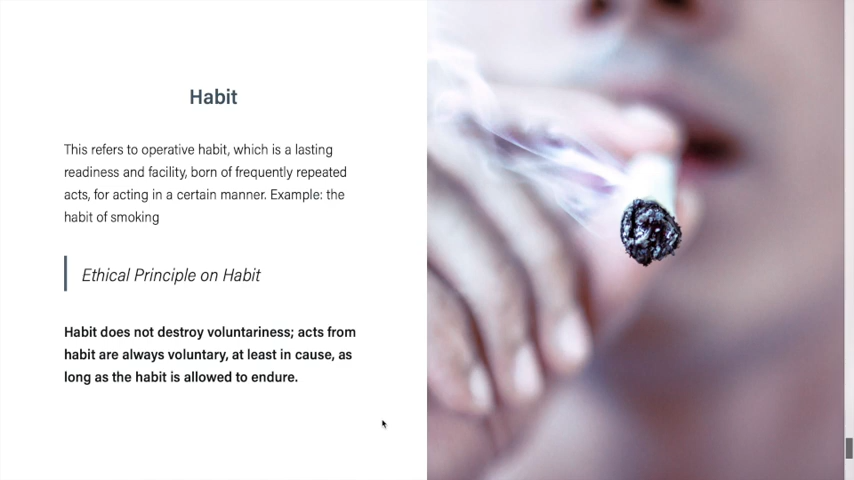 Habit
This refers to operative habit, which is a lasting
readiness and facility, born of frequently repeated
acts, for acting in a certain manner. Example: the
habit of smoking
Ethical Principle on Habit
Habit does not destroy voluntariness; acts from
habit are always voluntary, at least in cause, as
long as the habit is allowed to endure.